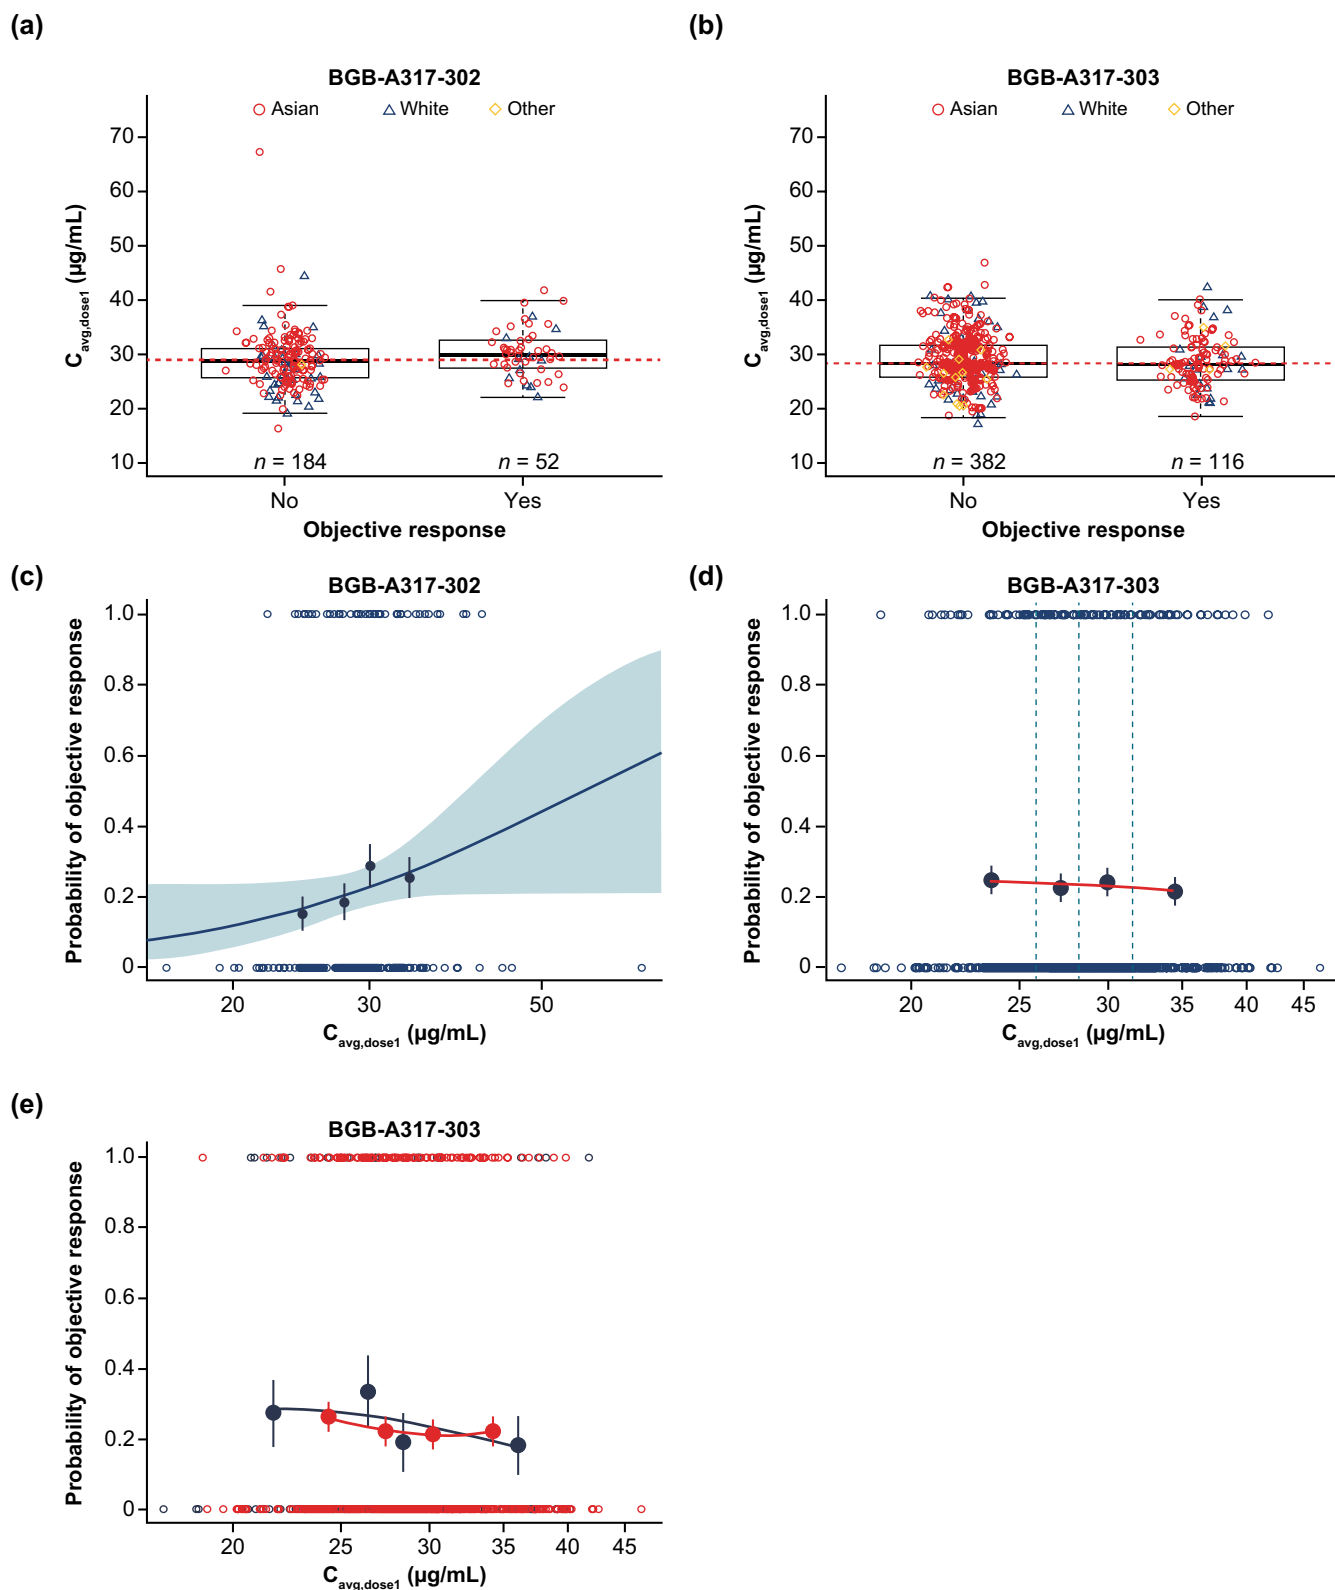 (a)
BGB-A317-302
Asian White Other
70
60
50
40
30
20
10
C avg,dose1 (µg/mL)
n = 184 n = 52
No Yes
Objective response
(b)
BGB-A317-303
Asian White Other
70
60
50
40
30
20
10
C avg,dose1 (µg/mL)
n = 382 n = 116
No Yes
Objective response
(c)
BGB-A317-302
1.0
0.8
0.6
0.4
0.2
0
Probability of objective response
20 30 50
C avg,dose1 (µg/mL)
(d)
BGB-A317-303
1.0
0.8
0.6
0.4
0.2
0
Probability of objective response
20 25 30 35 40 45
C avg,dose1 (µg/mL)
(e)
BGB-A317-303
1.0
0.8
0.6
0.4
0.2
0
Probability of objective response
20 25 30 35 40 45
C avg,dose1 (µg/mL)